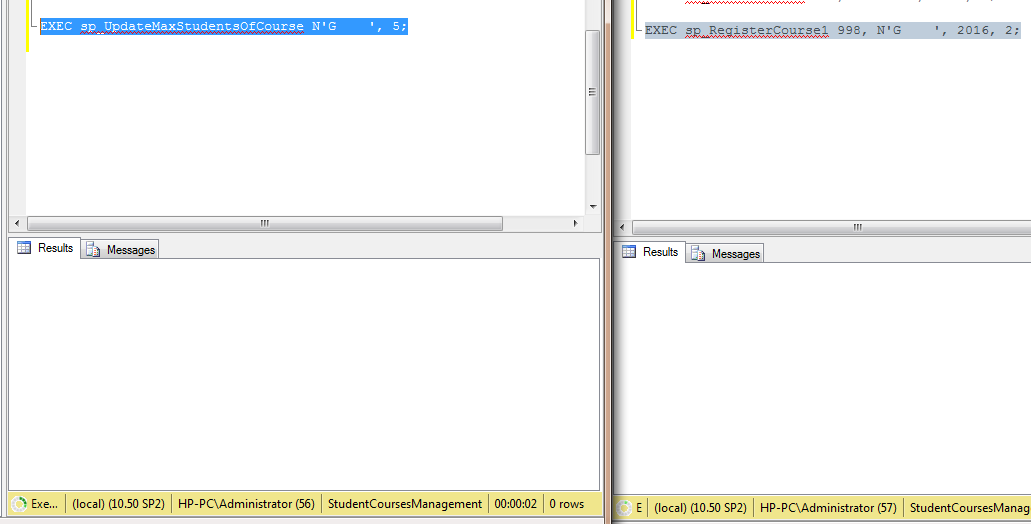 EXEC sp_UpdateMaxStudentsOfCourse N'G    ', 5;
Results Messages
Exe... (local) (10.50 SP2) HP-PC\Administrator (56) StudentCoursesManagement 00:00:02 0 rows
EXEC sp_RegisterCourse1 998, N'G    ', 2016, 2;
Results Messages
E (local) (10.50 SP2) HP-PC\Administrator (57) StudentCoursesManag